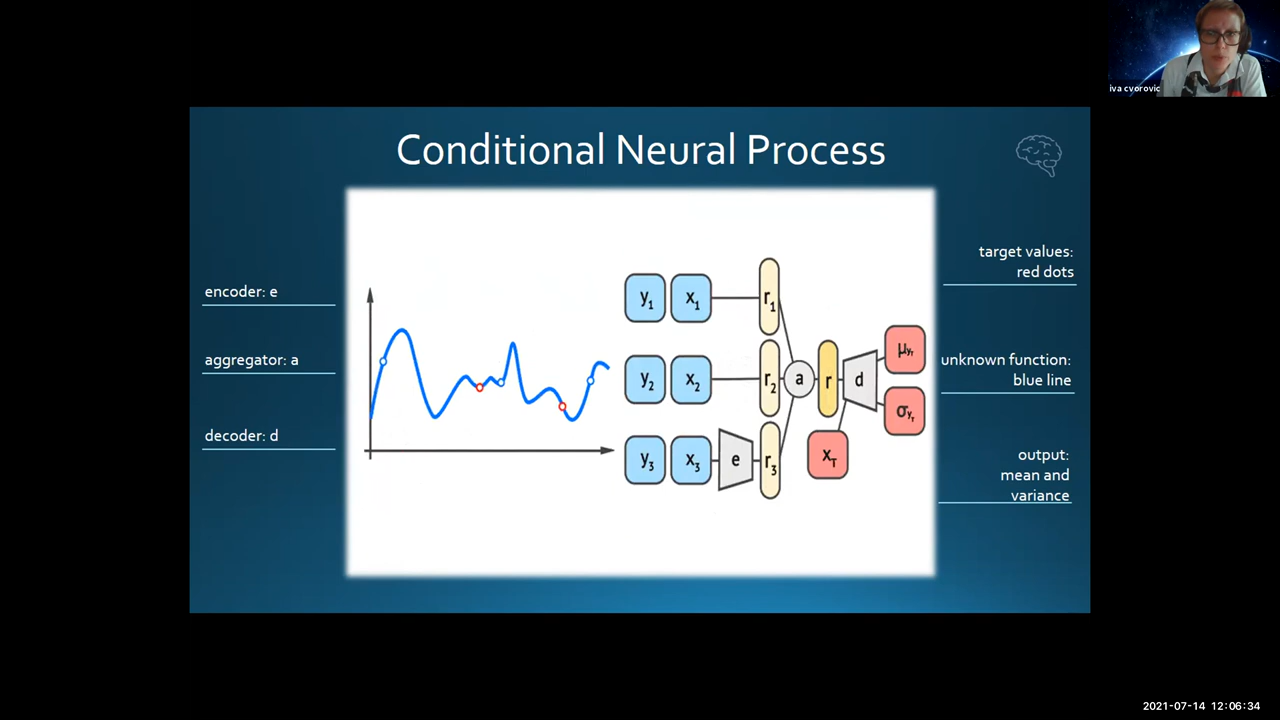 iva cvorovic
Conditional Neural Process
encoder: e
aggregator: a
decoder: d
y1 x1 r1
y2 x2 r2 a r d
y3 x3 e r3
xT
μyT
σyT
target values:
red dots
unknown function:
blue line
output:
mean and
variance
2021-07-14 12:06:34